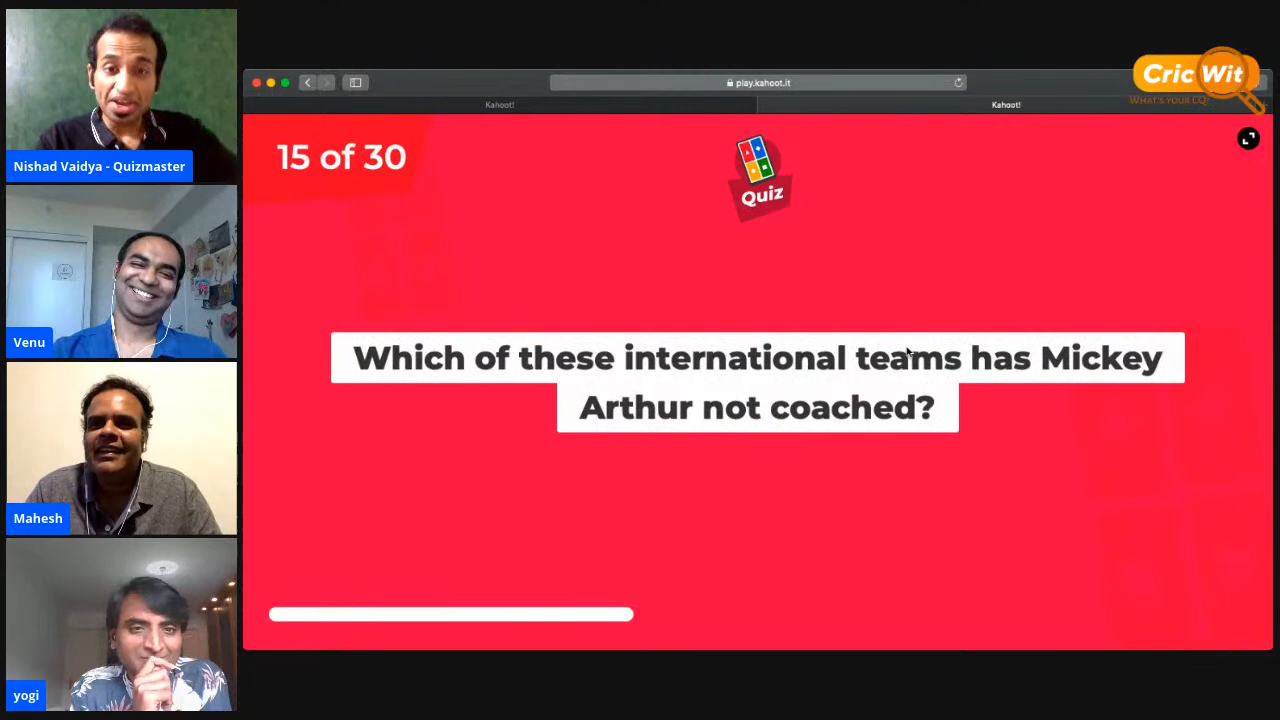 Nishad Vaidya - Quizmaster
Venu
Mahesh
yogi
play.kahoot.it
Kahoot!
Kahoot!
Cric Wit
WHAT'S YOUR CQ?
15 of 30
Quiz
Which of these international teams has Mickey
Arthur not coached?